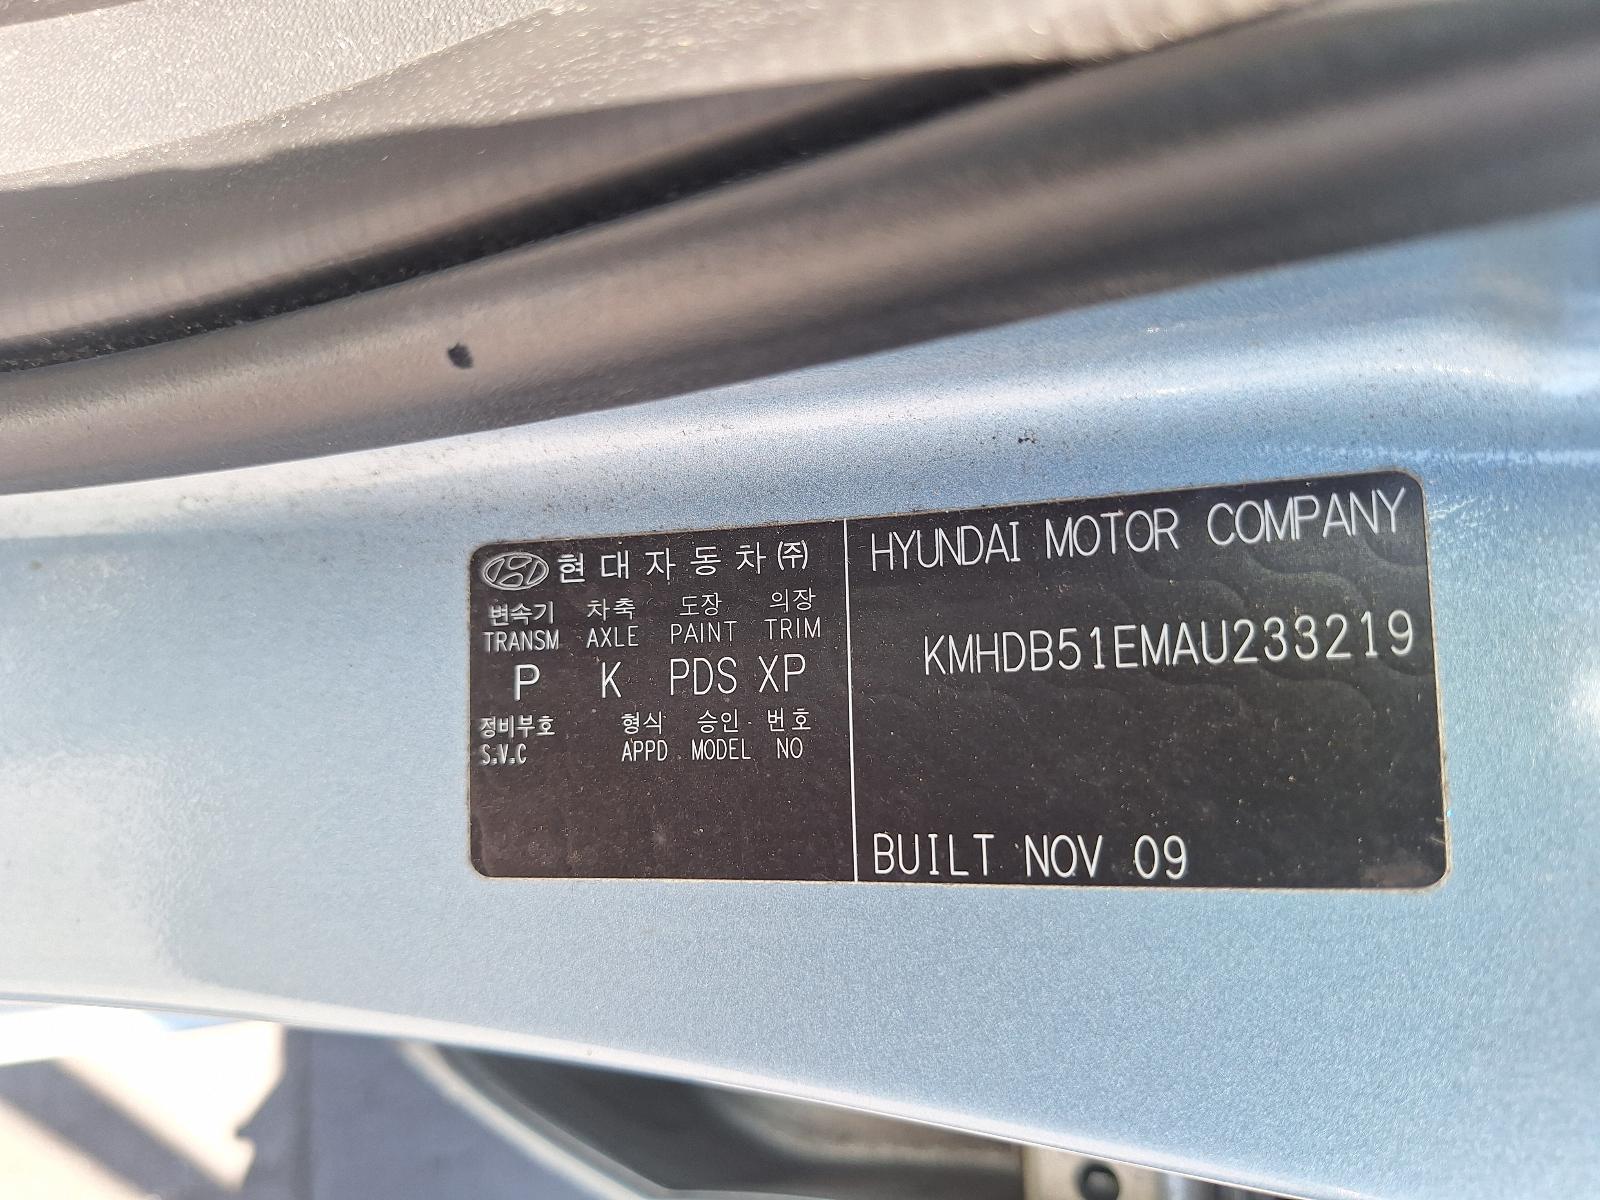 현대자동차㈜
변속기 차축 도장 의장
TRANSM AXLE PAINT TRIM
P K PDS XP
정비부호 형식 승인 번호
S.V.C APPD MODEL NO
HYUNDAI MOTOR COMPANY
KMHDB51EMAU233219
BUILT NOV 09